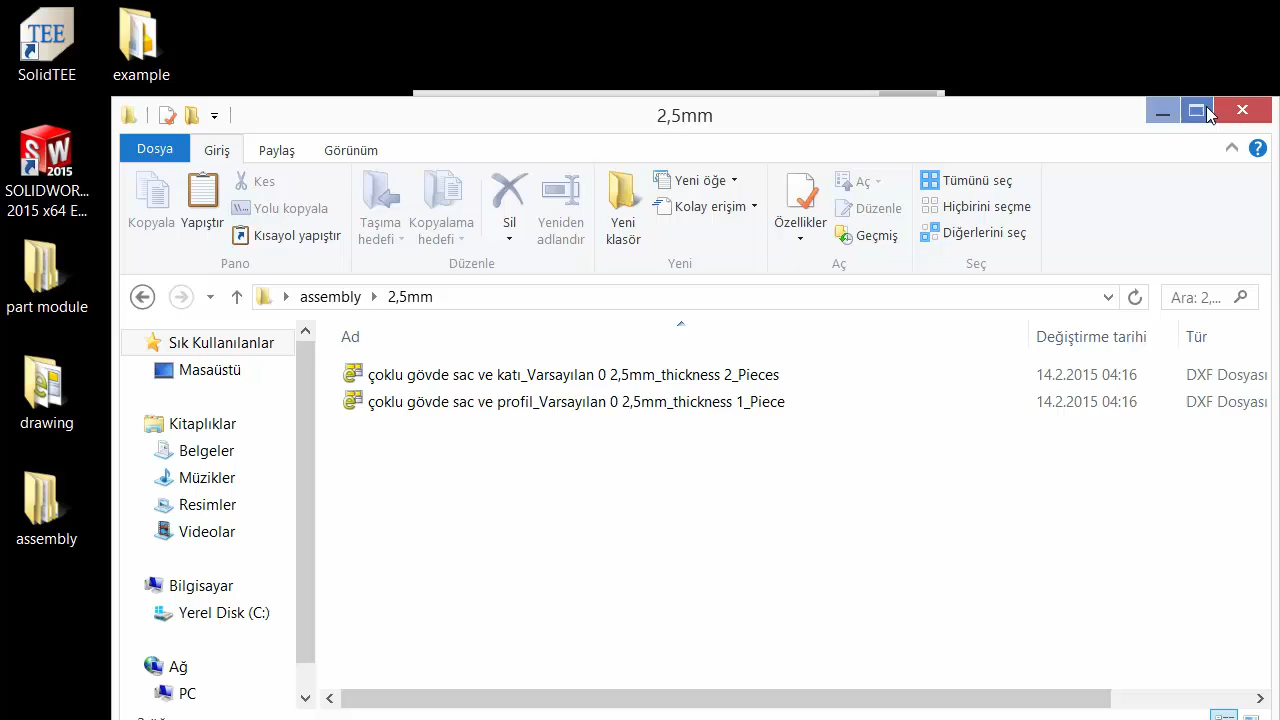 TEE
SolidTEE
example
2015
SOLIDWOR...
2015 x64 E...
part module
drawing
assembly
2,5mm
Dosya
Giriş
Paylaş
Görünüm
Kopyala
Yapıştır
Kes
Yolu kopyala
Kısayol yapıştır
Pano
Taşıma
hedefi
Kopyalama
hedefi
Sil
Yeniden
adlandır
Düzenle
Yeni
klasör
Yeni öğe
Kolay erişim
Yeni
Özellikler
Aç
Düzenle
Geçmiş
Aç
Tümünü seç
Hiçbirini seçme
Diğerlerini seç
Seç
assembly
2,5mm
Ara: 2,...
Sık Kullanılanlar
Masaüstü
Kitaplıklar
Belgeler
Müzikler
Resimler
Videolar
Bilgisayar
Yerel Disk (C:)
Ağ
PC
Ad Değiştirme tarihi Tür
çoklu gövde sac ve katı_Varsayılan 0 2,5mm_thickness 2_Pieces 14.2.2015 04:16 DXF Dosyası
çoklu gövde sac ve profil_Varsayılan 0 2,5mm_thickness 1_Piece 14.2.2015 04:16 DXF Dosyası